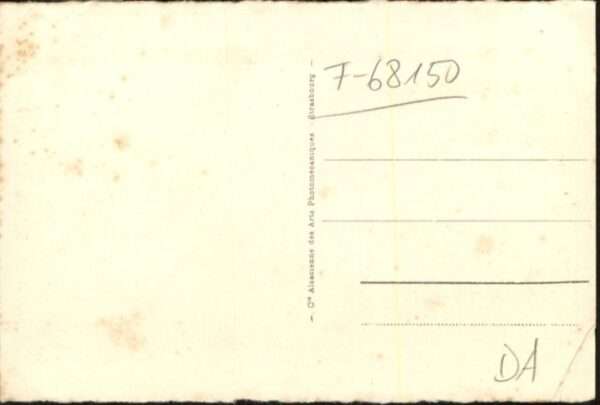 F-68150
— Cie Alsacienne des Arts Photomécaniques Strasbourg —
DA